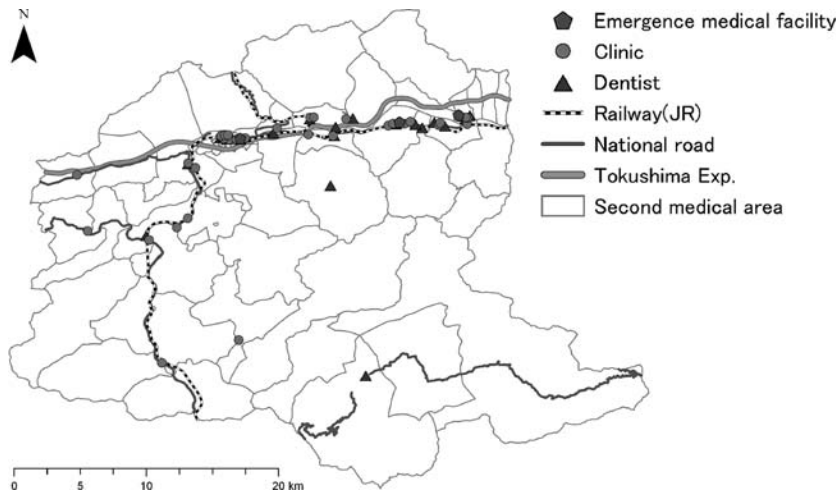 N
Emergence medical facility
Clinic
Dentist
Railway(JR)
National road
Tokushima Exp.
Second medical area
0 5 10 20 km